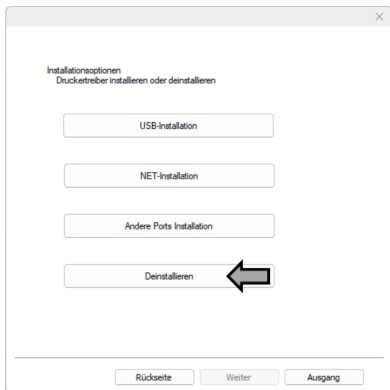 Installationsoptionen
Druckertreiber installieren oder deinstallieren
USB-Installation
NET-Installation
Andere Ports Installation
Deinstallieren
Rückseite Weiter Ausgang